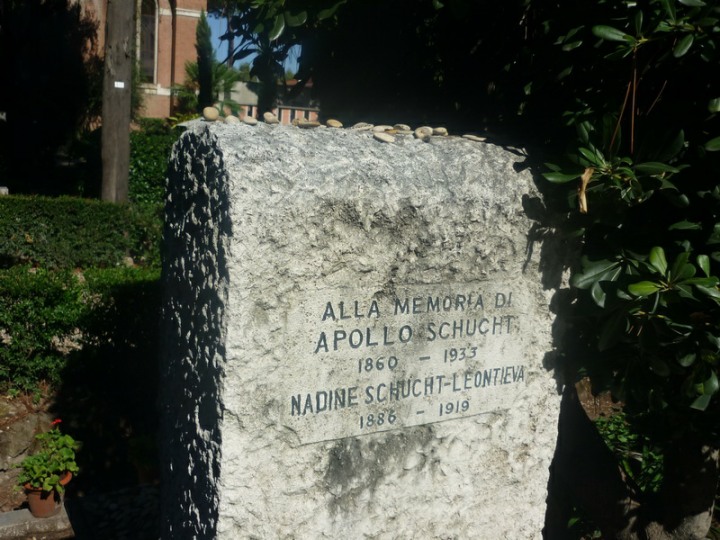 ALLA MEMORIA DI
APOLLO SCHUCHT
1860 - 1933
NADINE SCHUCHT-LEONTIEVA
1886 - 1919